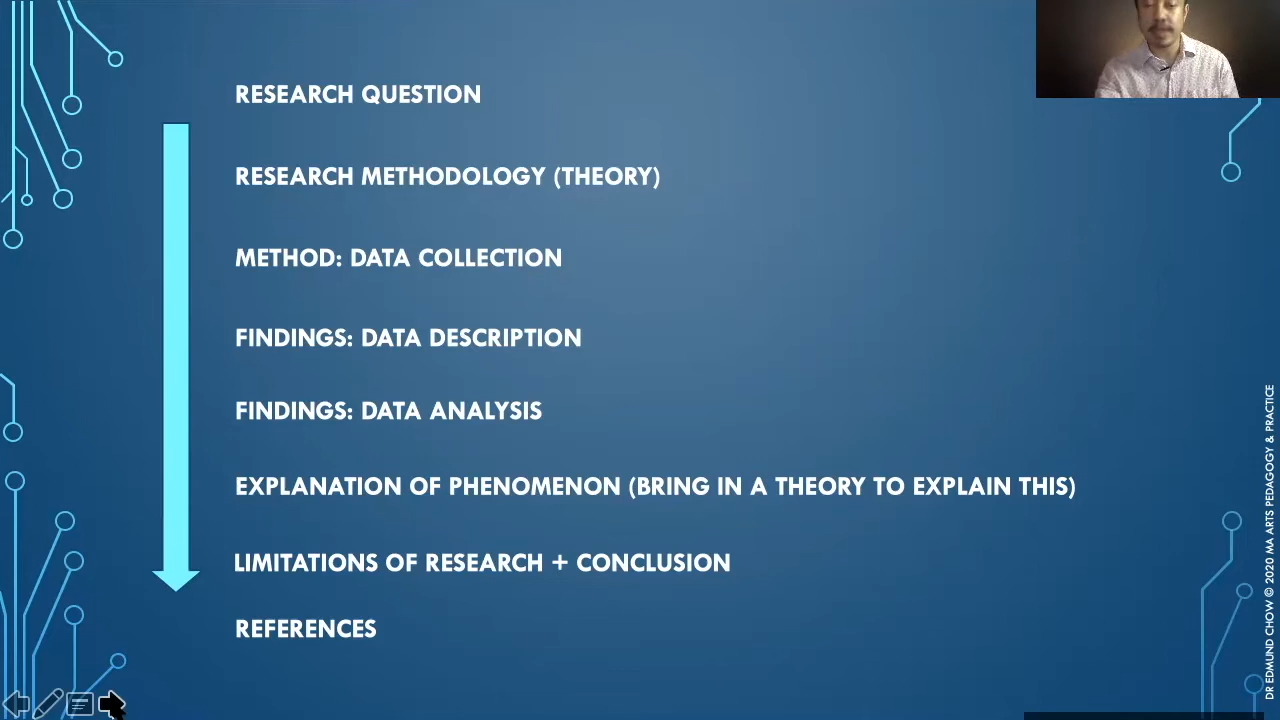 RESEARCH QUESTION
RESEARCH METHODOLOGY (THEORY)
METHOD: DATA COLLECTION
FINDINGS: DATA DESCRIPTION
FINDINGS: DATA ANALYSIS
EXPLANATION OF PHENOMENON (BRING IN A THEORY TO EXPLAIN THIS)
LIMITATIONS OF RESEARCH + CONCLUSION
REFERENCES
DR EDMUND CHOW © 2020 MA ARTS PEDAGOGY & PRACTICE